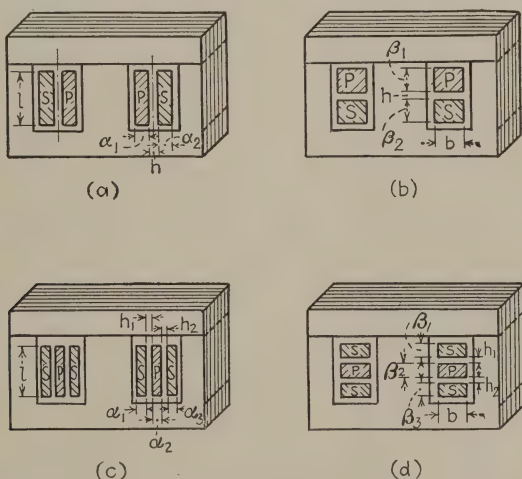 l S P P S
α₁ α₂
h
(a)
β₁
P P
h
S S
β₂ b
(b)
h₁ h₂
l S P S S P S
α₁ α₃
α₂
(c)
β₁
S S h₁
P β₂ P
S S h₂
β₃ b
(d)